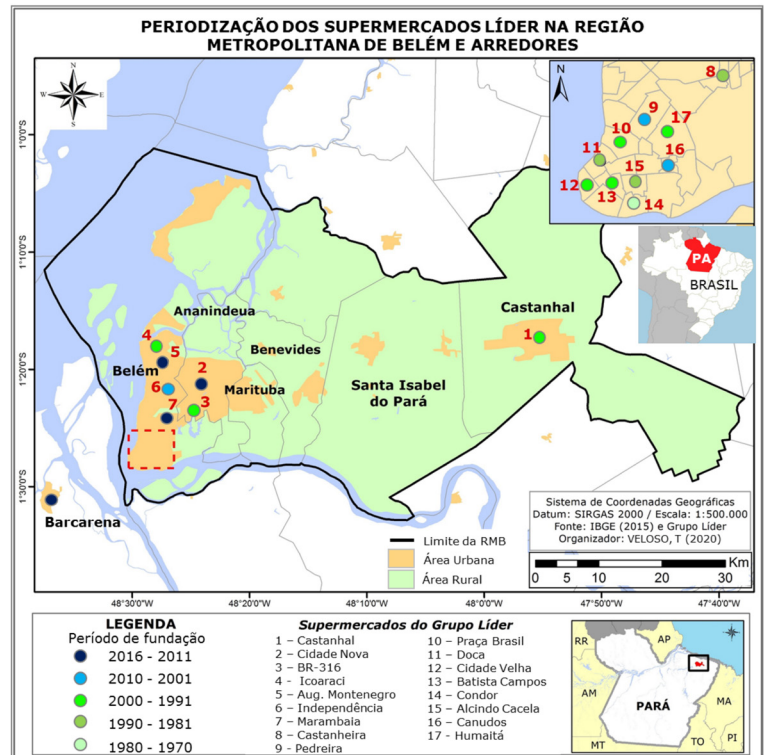 PERIODIZAÇÃO DOS SUPERMERCADOS LÍDER NA REGIÃO
METROPOLITANA DE BELÉM E ARREDORES
N
W
E
S
1°0'0"S
1°10'0"S
1°20'0"S
1°30'0"S
N
8
9
10
17
11
16
15
12
13
14
PA
BRASIL
Ananindeua
Castanhal
4
1
5
Benevides
Belém
2
6
Marituba
Santa Isabel
do Pará
3
7
Barcarena
Limite da RMB
Área Urbana
Área Rural
Sistema de Coordenadas Geográficas
Datum: SIRGAS 2000 / Escala: 1:500.000
Fonte: IBGE (2015) e Grupo Líder
Organizador: VELOSO, T (2020)
Km
0 5 10 20 30
48°30'0"W 48°20'0"W 48°10'0"W 48°0'0"W 47°50'0"W 47°40'0"W
LEGENDA
Período de fundação
2016 - 2011
2010 - 2001
2000 - 1991
1990 - 1981
1980 - 1970
Supermercados do Grupo Líder
1 – Castanhal
2 – Cidade Nova
3 – BR-316
4 - Icoaraci
5 – Aug. Montenegro
6 – Independência
7 – Marambaia
8 – Castanheira
9 - Pedreira
10 – Praça Brasil
11 – Doca
12 – Cidade Velha
13 – Batista Campos
14 – Condor
15 – Alcindo Cacela
16 – Canudos
17 - Humaitá
RR
AP
AM
PARÁ
MA
MT
TO
PI